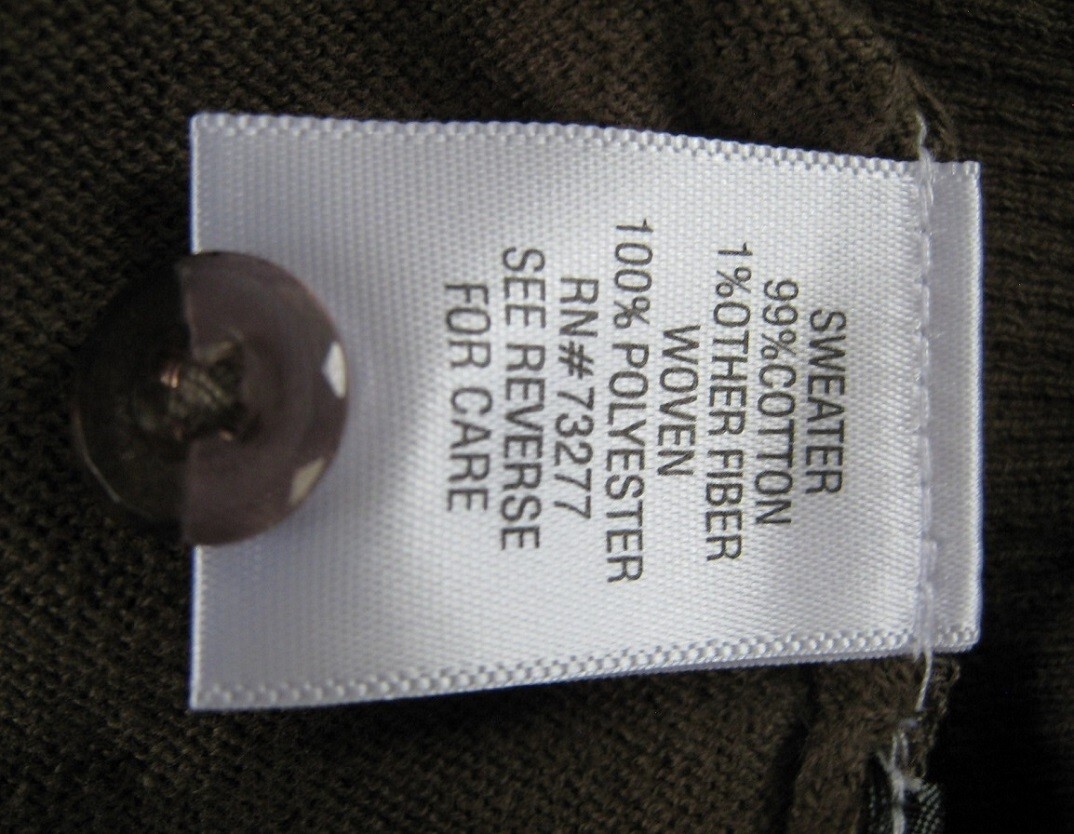 SWEATER
99%COTTON
1%OTHER FIBER
WOVEN
100% POLYESTER
RN#73277
SEE REVERSE
FOR CARE